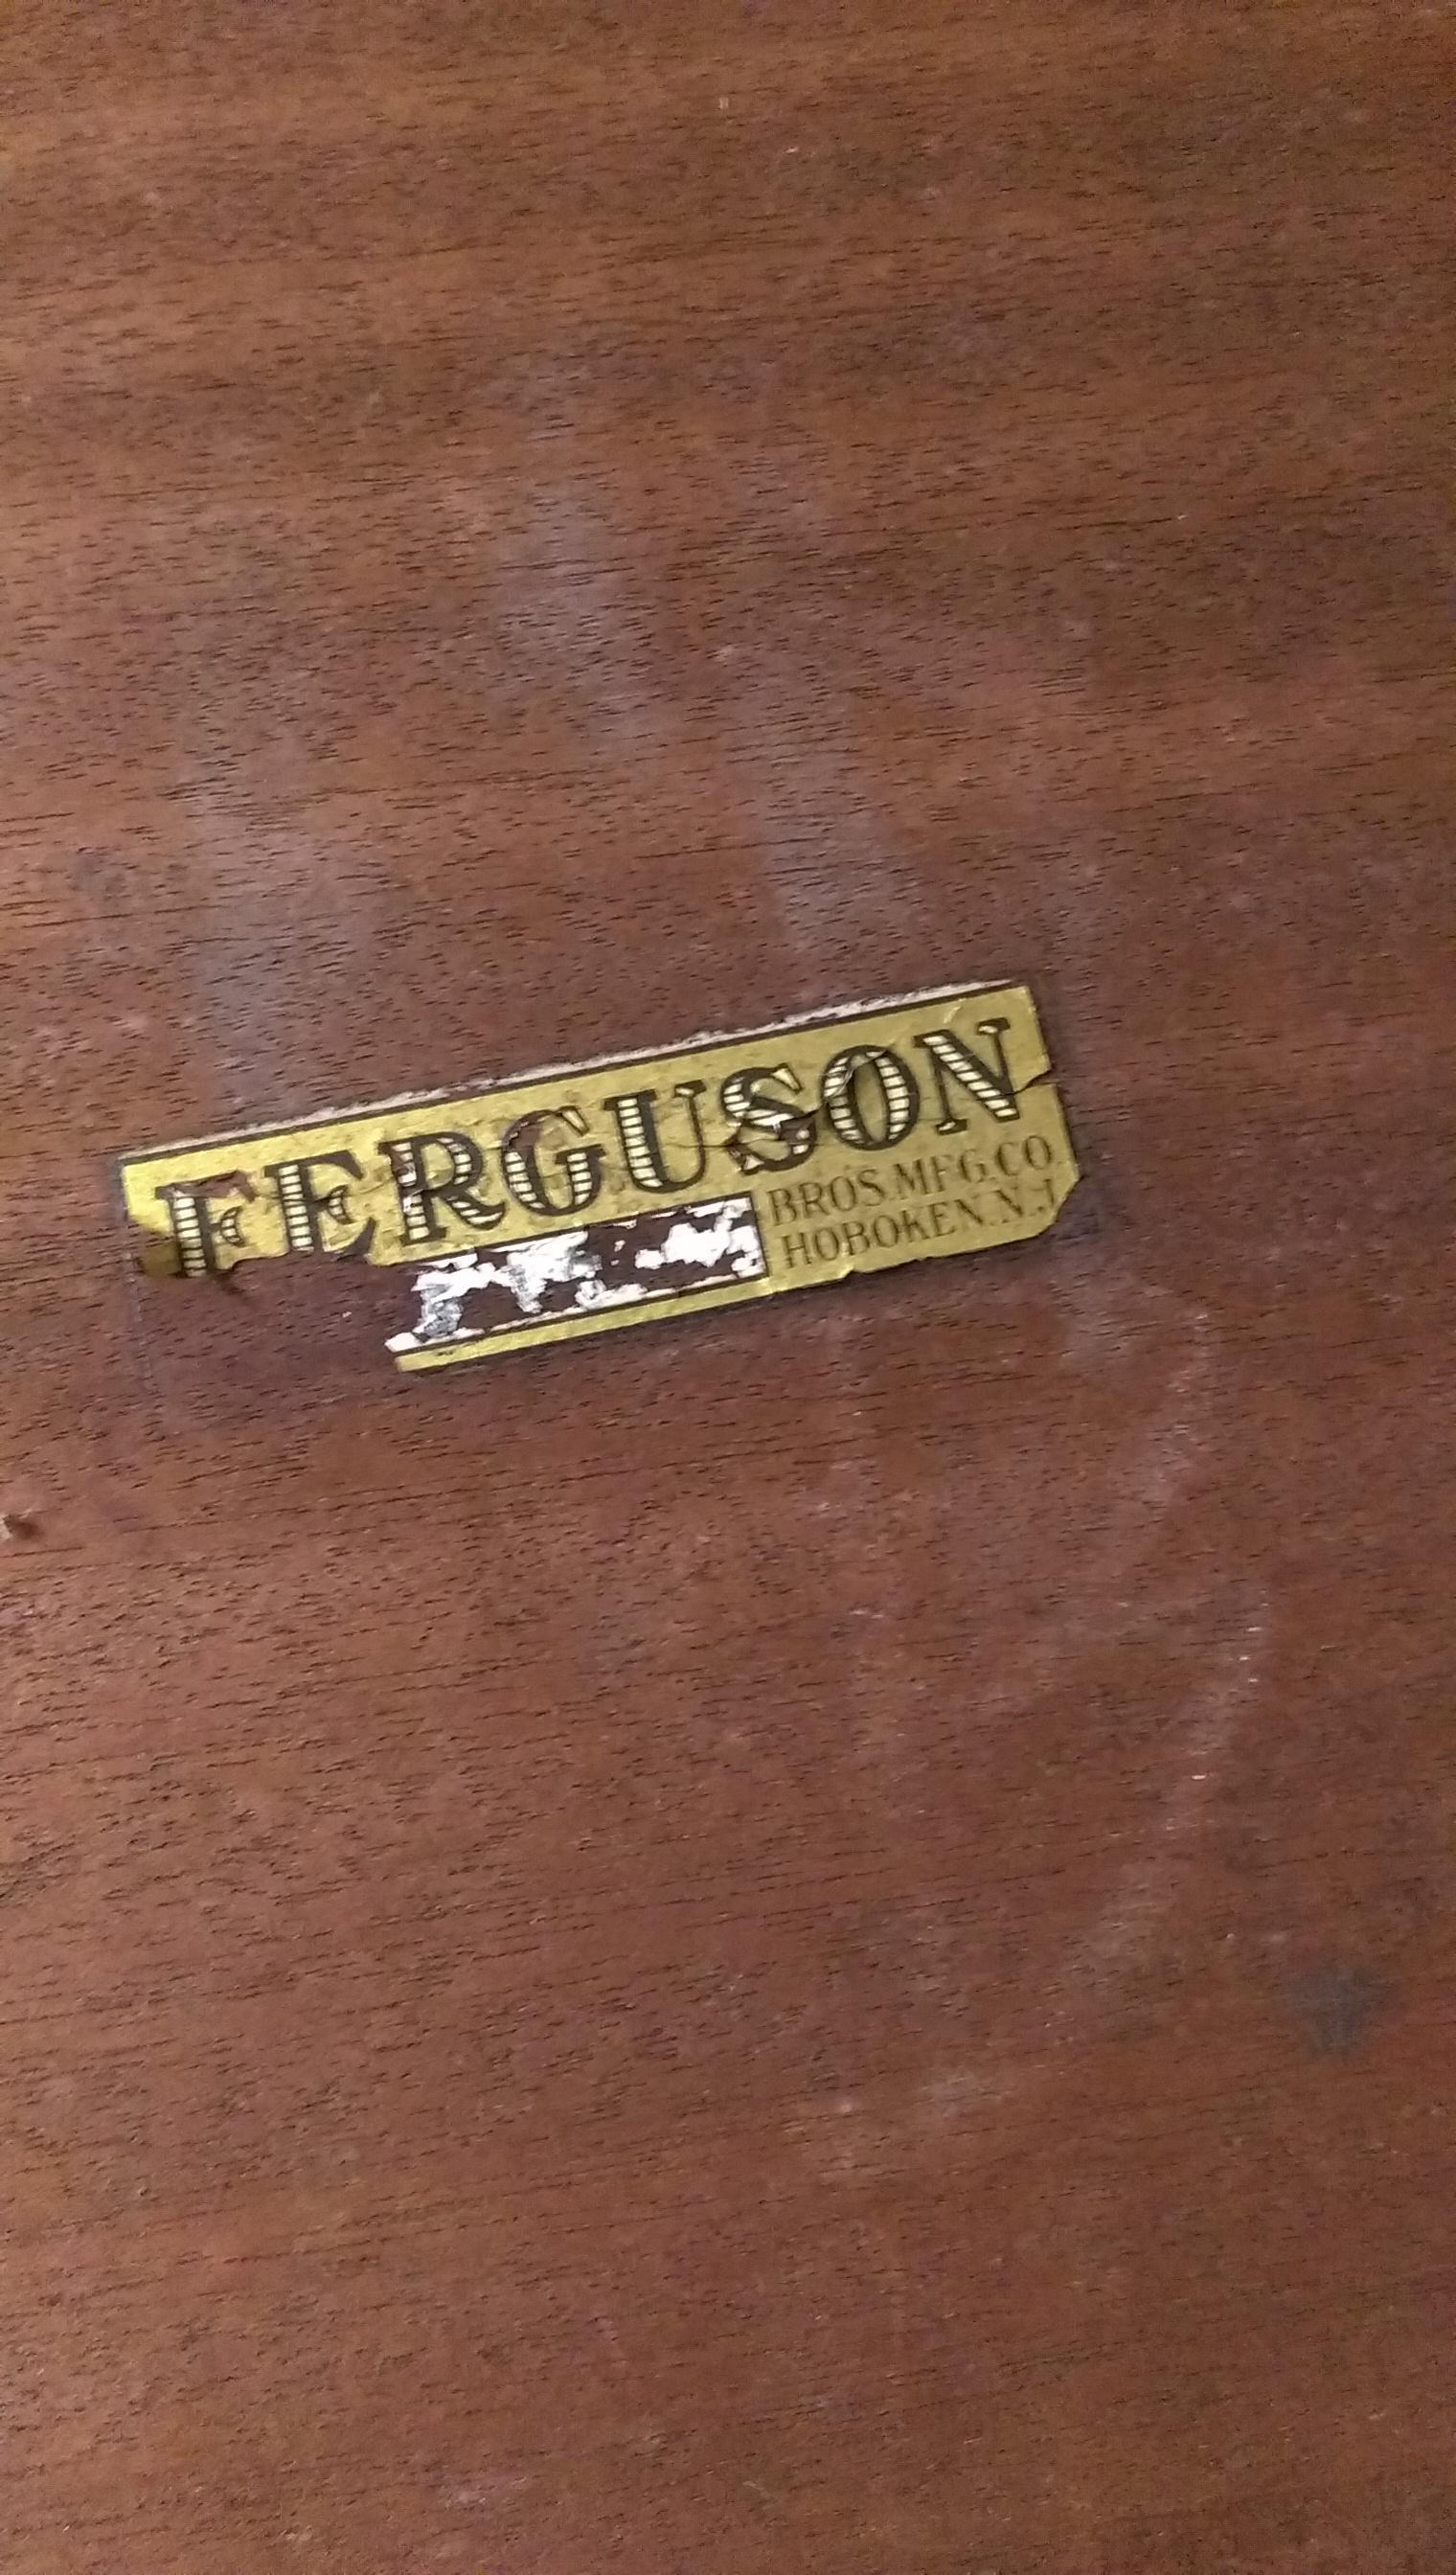 FERGUSON
BROS. MFG. CO.
HOBOKEN. N. J.